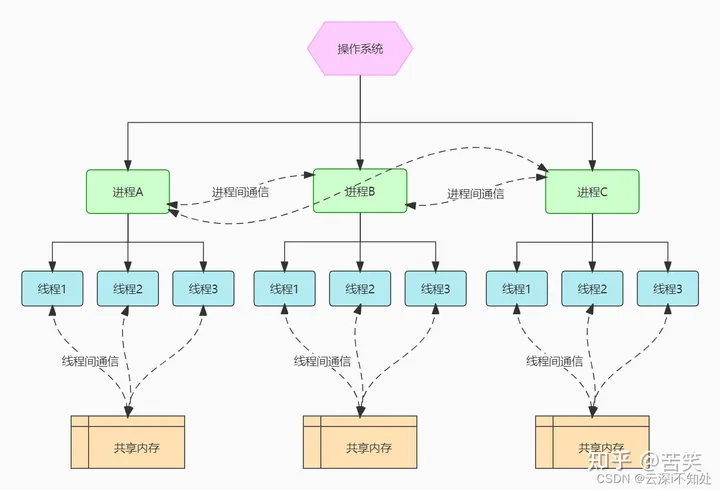 操作系统
进程A
进程间通信
进程B
进程间通信
进程C
线程1
线程2
线程3
线程1
线程2
线程3
线程1
线程2
线程3
线程间通信
线程间通信
线程间通信
共享内存
共享内存
共享内存
知乎 @苦笑
CSDN @云深i不知处